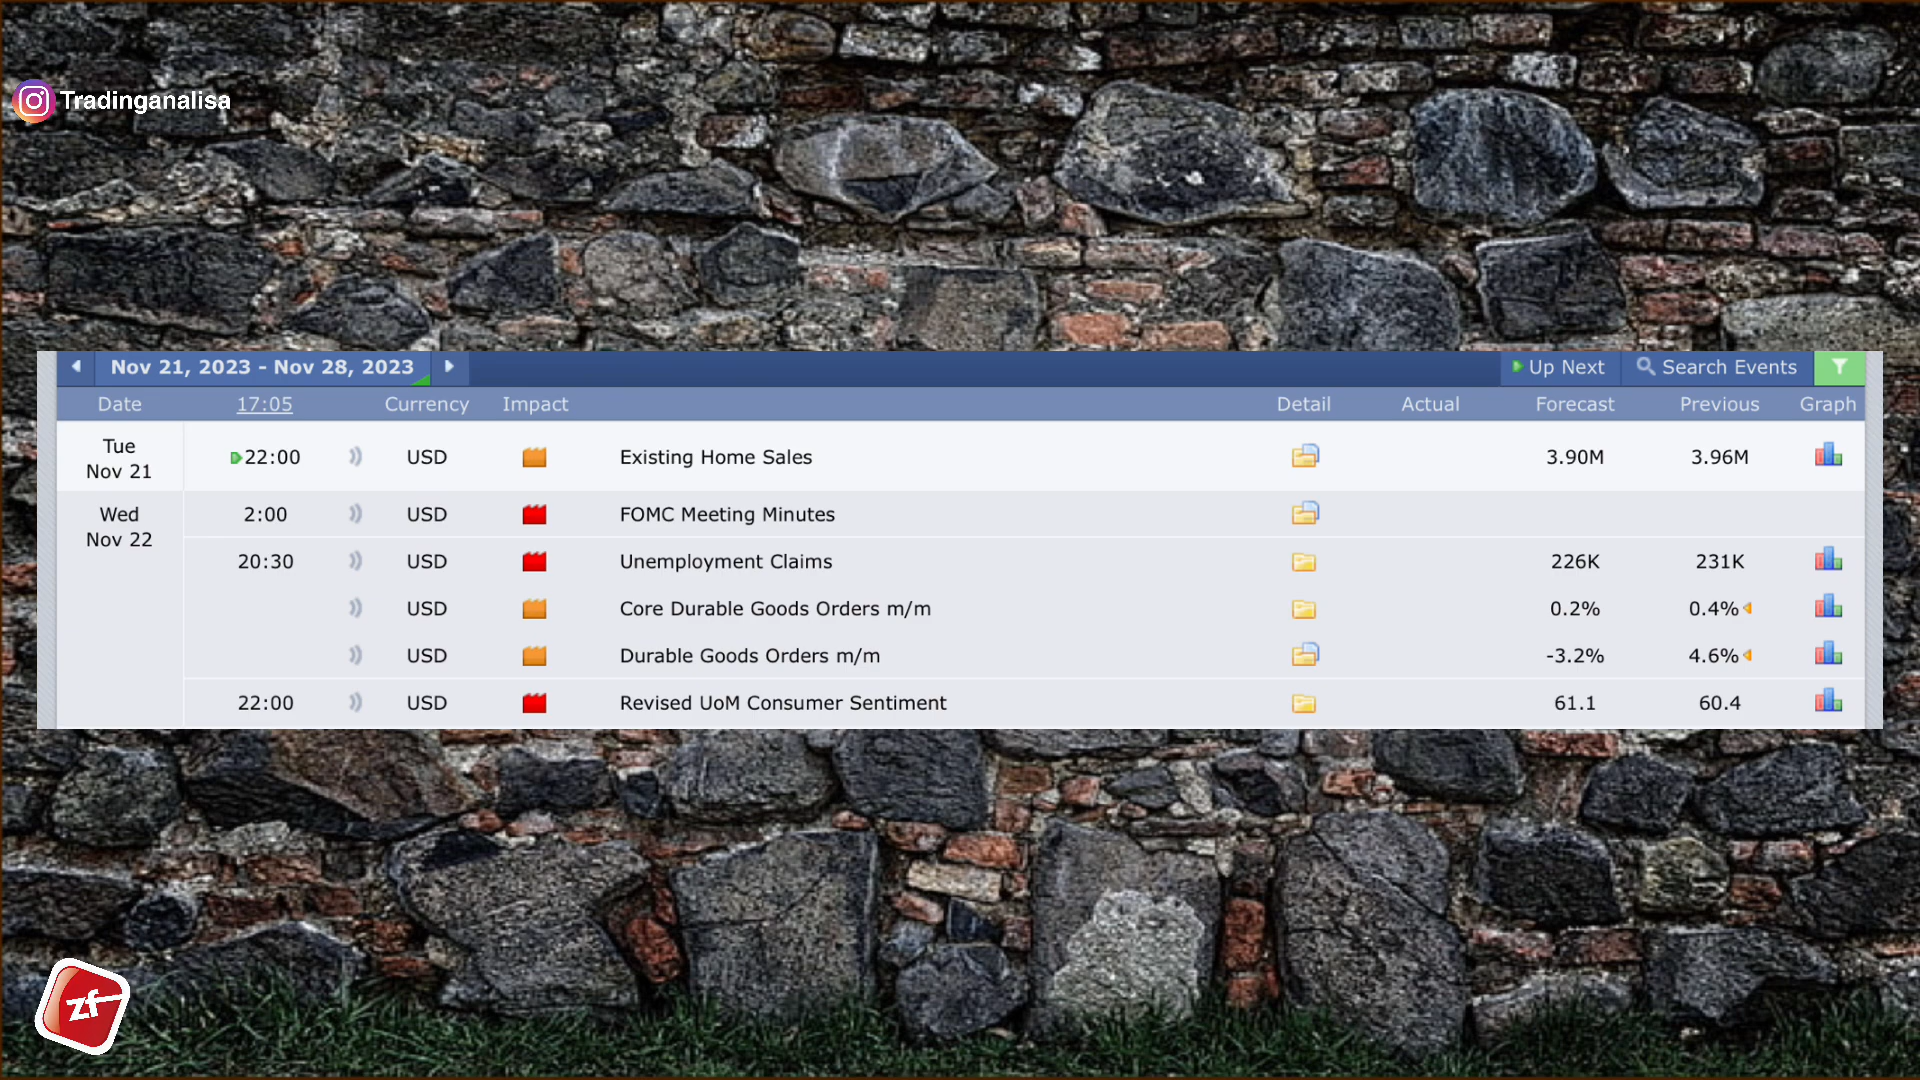 Tradinganalisa
Nov 21, 2023 - Nov 28, 2023 Up Next Search Events
Date 17:05 Currency Impact Detail Actual Forecast Previous Graph
Tue Nov 21 22:00 USD Existing Home Sales 3.90M 3.96M
Wed Nov 22 2:00 USD FOMC Meeting Minutes
20:30 USD Unemployment Claims 226K 231K
USD Core Durable Goods Orders m/m 0.2% 0.4%
USD Durable Goods Orders m/m -3.2% 4.6%
22:00 USD Revised UoM Consumer Sentiment 61.1 60.4
zf